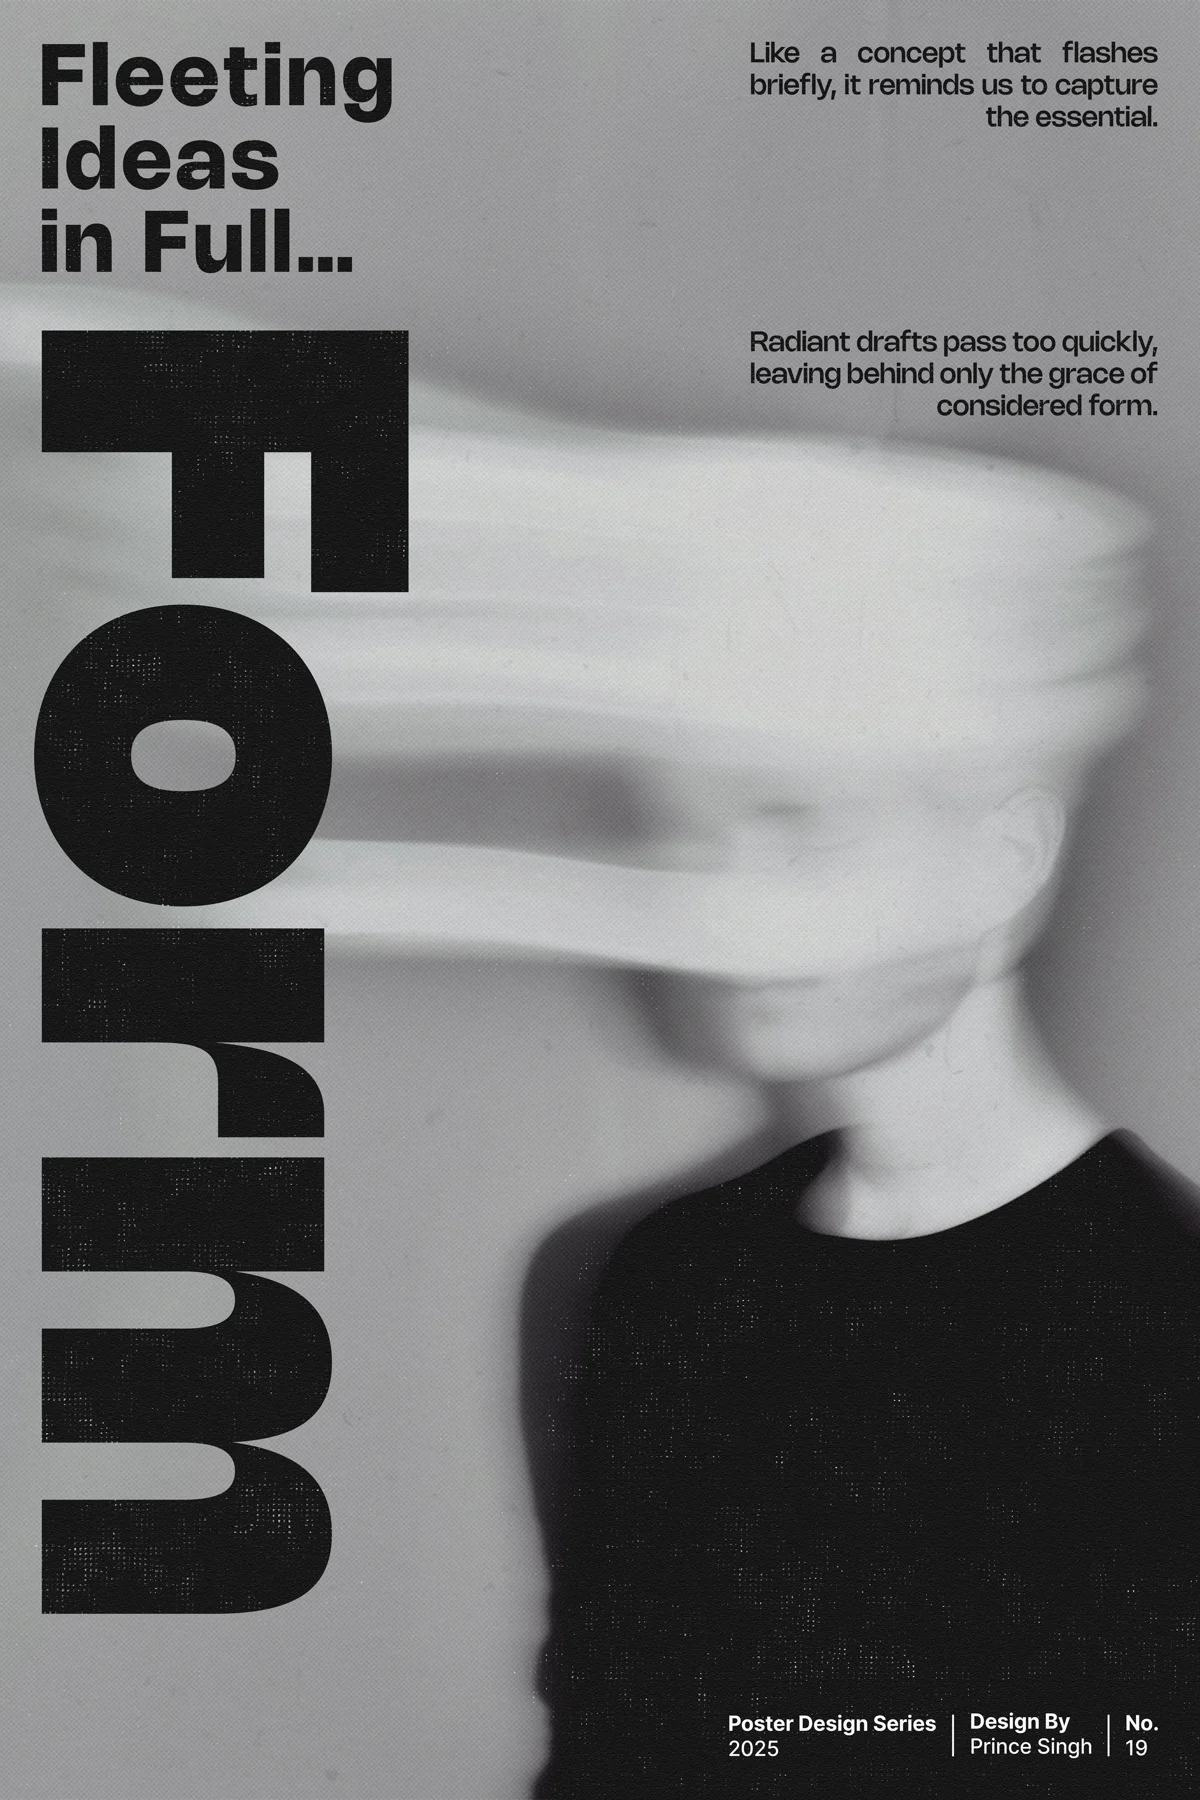 Fleeting
Ideas
in Full...
Like a concept that flashes
briefly, it reminds us to capture
the essential.
Radiant drafts pass too quickly,
leaving behind only the grace of
considered form.
Form
Poster Design Series
2025
Design By
Prince Singh
No.
19